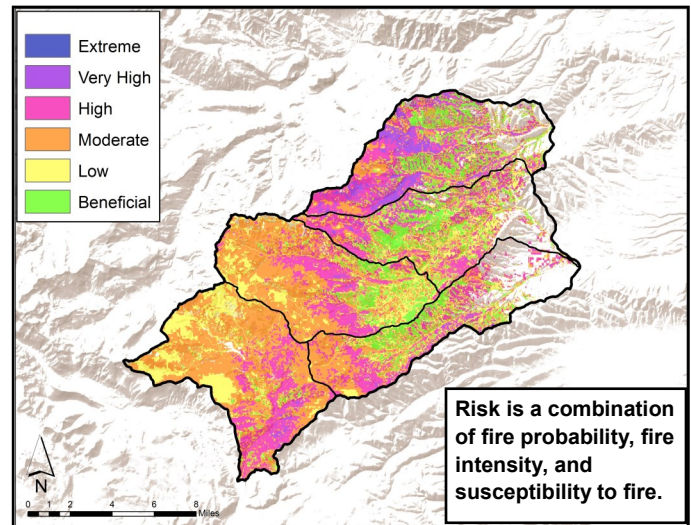 Extreme
Very High
High
Moderate
Low
Beneficial
Risk is a combination
of fire probability, fire
intensity, and
susceptibility to fire.
N
0 1 2 4 6 8
Miles